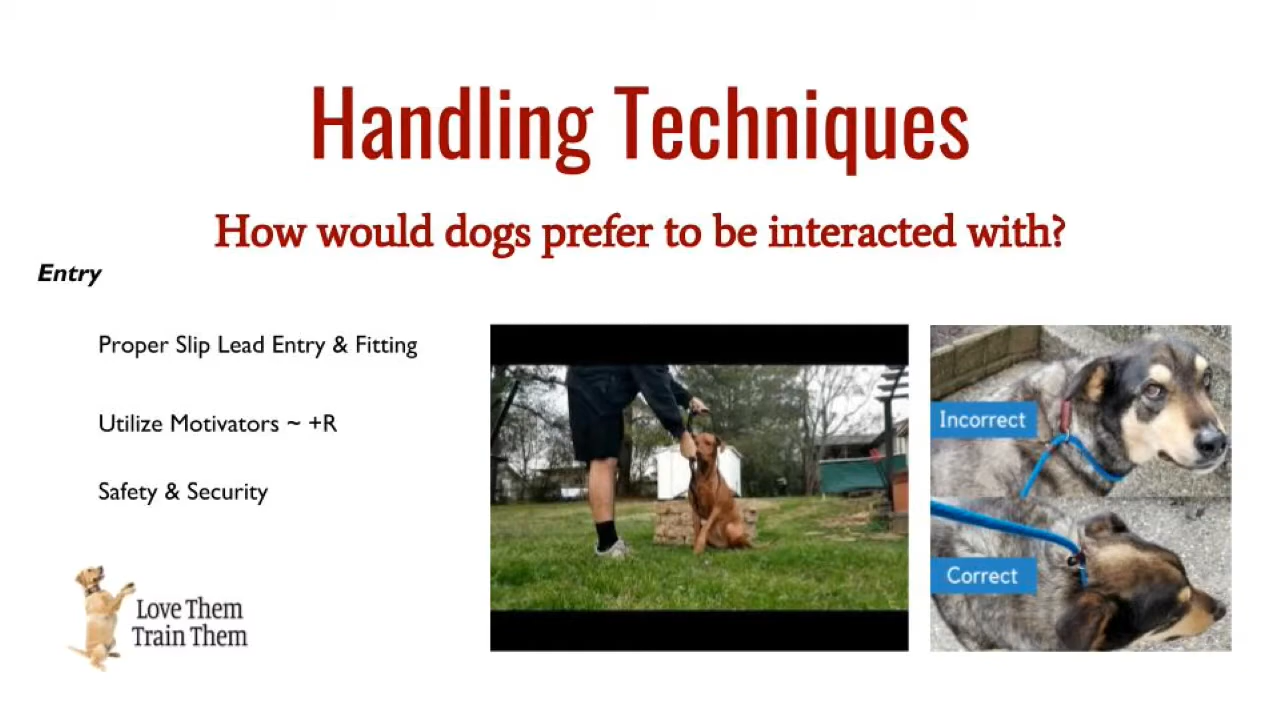 Handling Techniques
How would dogs prefer to be interacted with?
Entry
Proper Slip Lead Entry & Fitting
Utilize Motivators ~ +R
Safety & Security
Incorrect
Correct
Love Them
Train Them